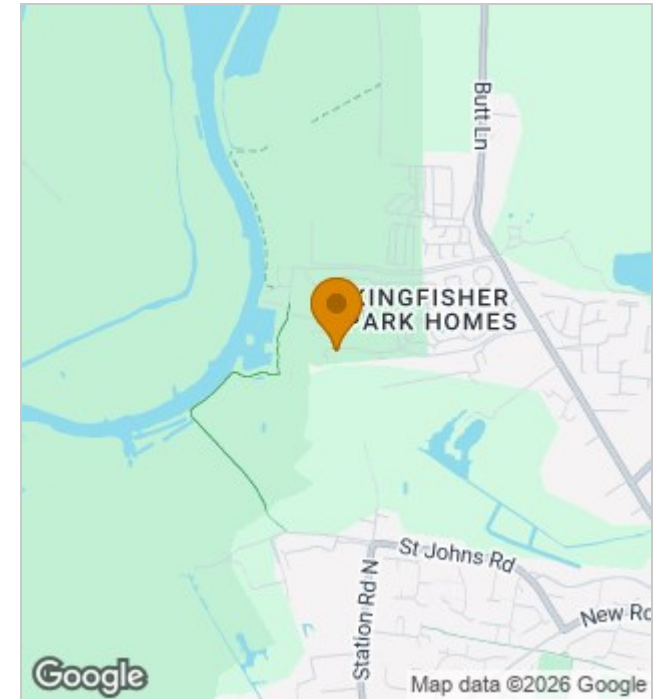 Butt Ln
KINGFISHER
PARK HOMES
St Johns Rd
Station Rd N
New Rd
Google
Map data ©2026 Google